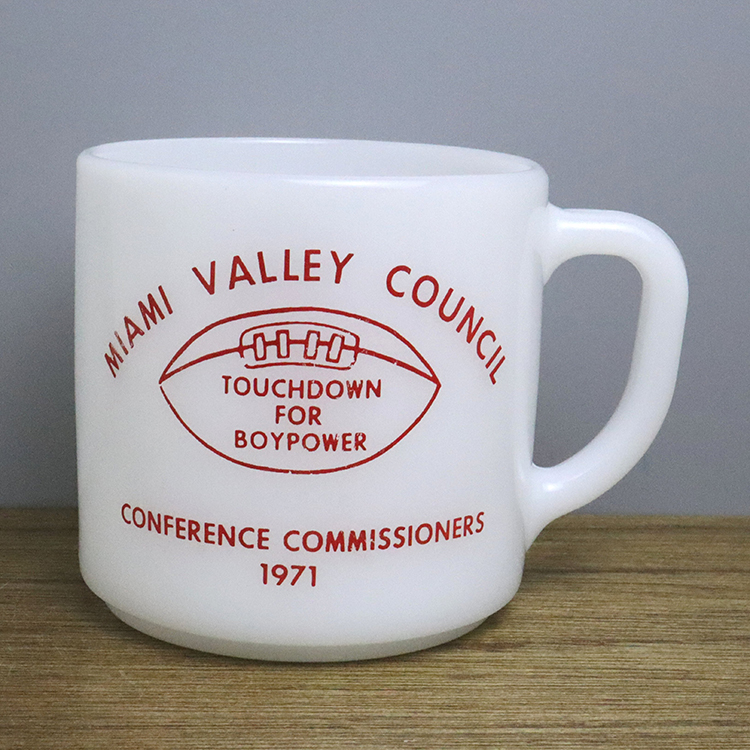 MIAMI VALLEY COUNCIL
TOUCHDOWN
FOR
BOYPOWER
CONFERENCE COMMISSIONERS
1971